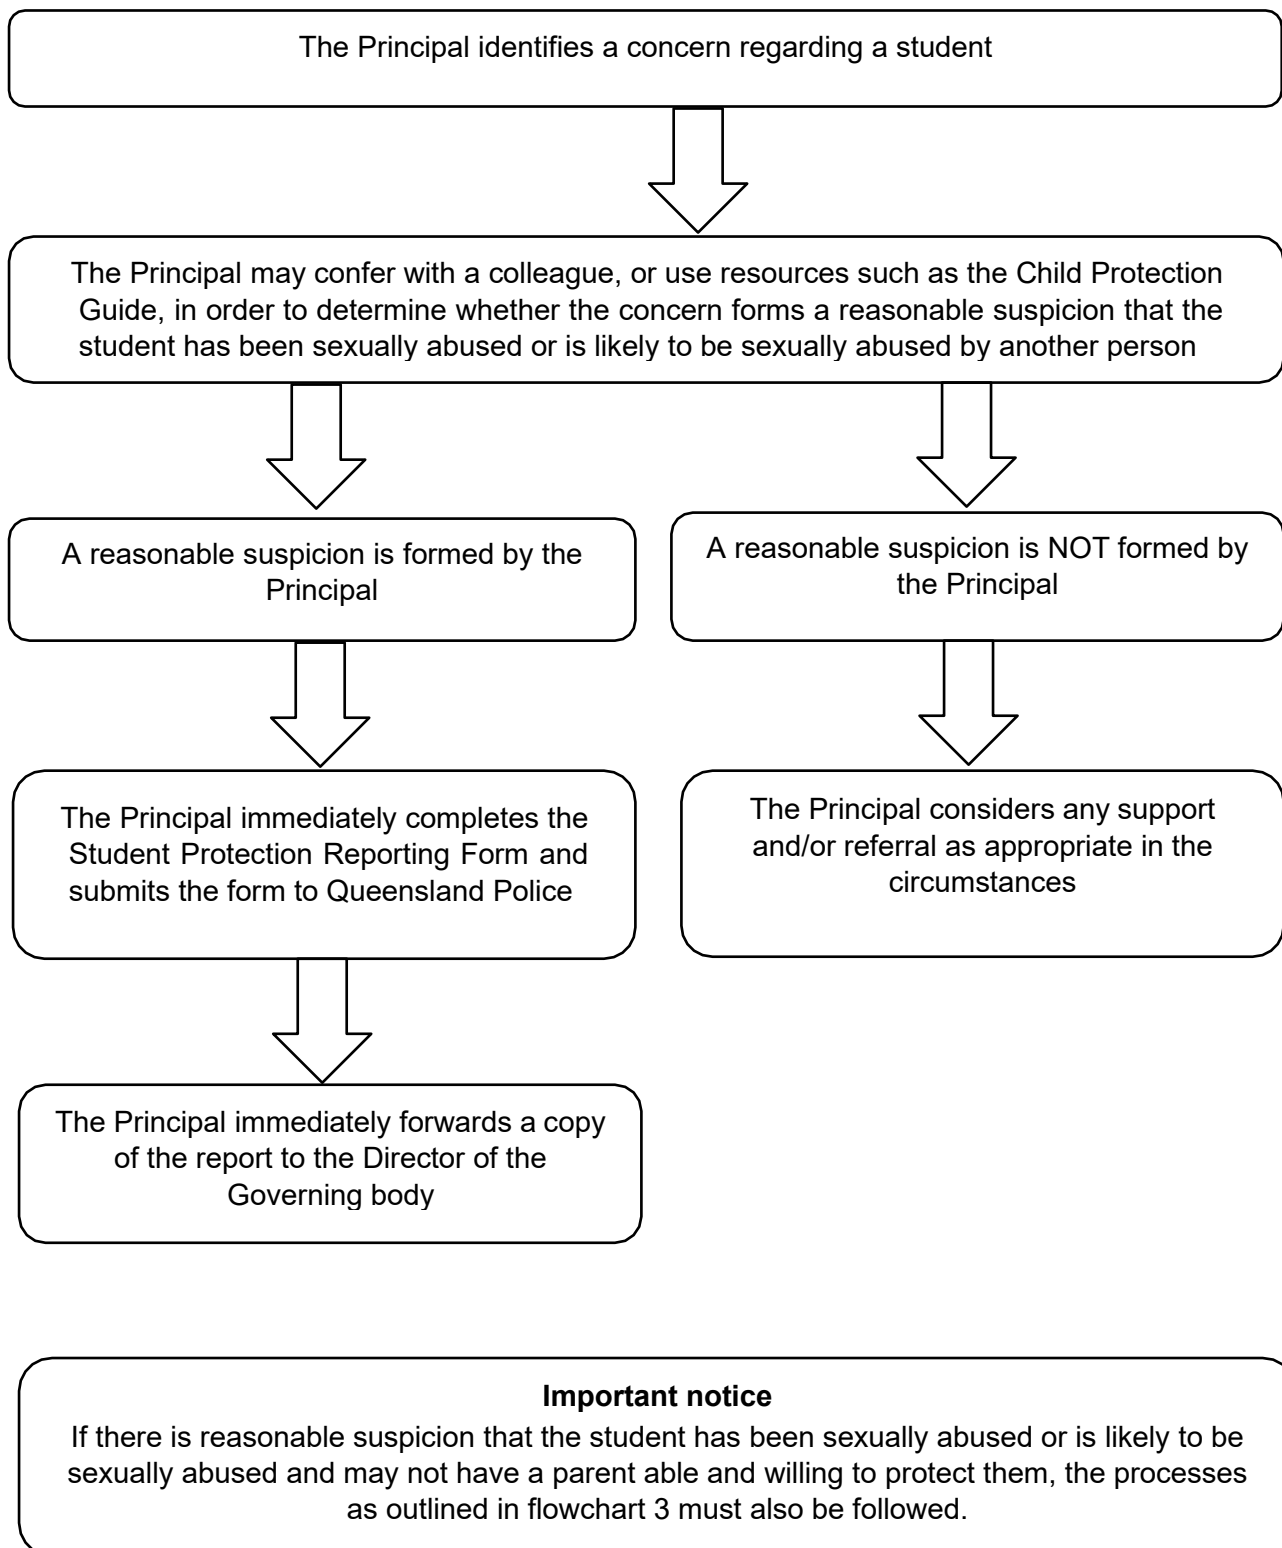 The Principal identifies a concern regarding a student
The Principal may confer with a colleague, or use resources such as the Child Protection
Guide, in order to determine whether the concern forms a reasonable suspicion that the
student has been sexually abused or is likely to be sexually abused by another person
A reasonable suspicion is formed by the
Principal
A reasonable suspicion is NOT formed by
the Principal
The Principal immediately completes the
Student Protection Reporting Form and
submits the form to Queensland Police
The Principal considers any support
and/or referral as appropriate in the
circumstances
The Principal immediately forwards a copy
of the report to the Director of the
Governing body
Important notice
If there is reasonable suspicion that the student has been sexually abused or is likely to be
sexually abused and may not have a parent able and willing to protect them, the processes
as outlined in flowchart 3 must also be followed.